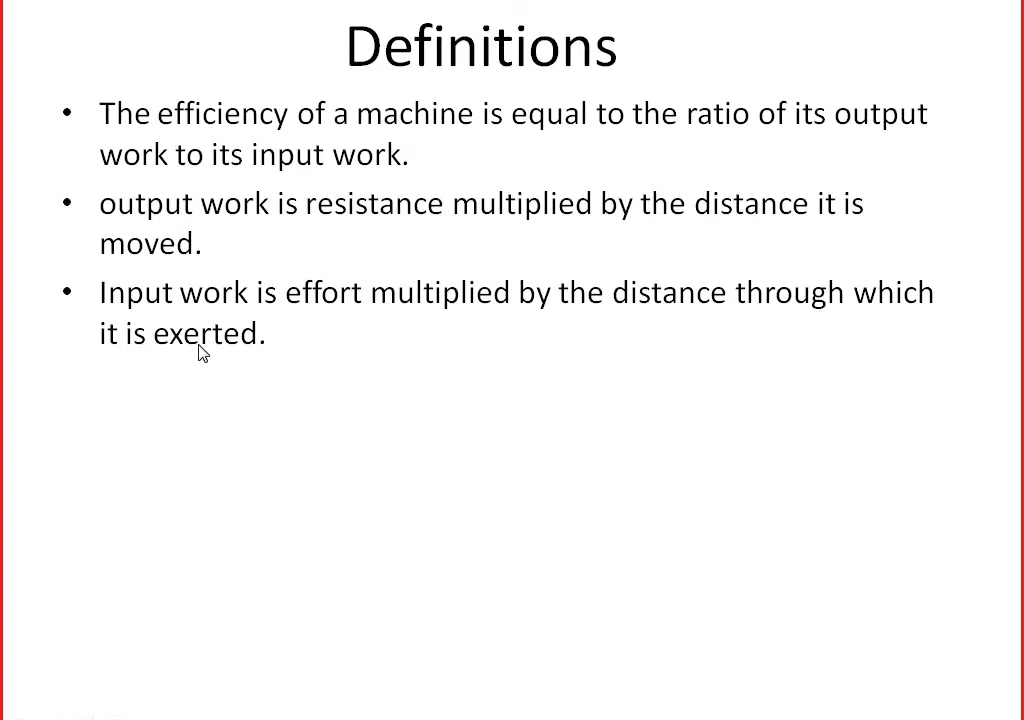 Definitions
• The efficiency of a machine is equal to the ratio of its output
work to its input work.
• output work is resistance multiplied by the distance it is
moved.
• Input work is effort multiplied by the distance through which
it is exerted.